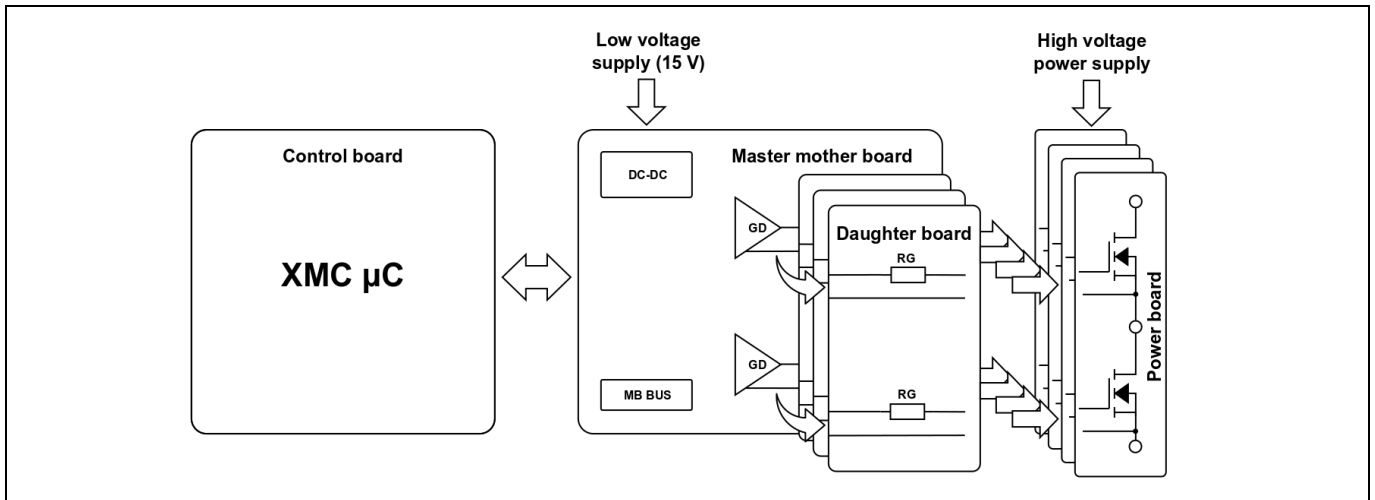 Low voltage
supply (15 V)
High voltage
power supply
Control board
XMC µC
Master mother board
DC-DC
GD
Daughter board
RG
GD
MB BUS
RG
Power board